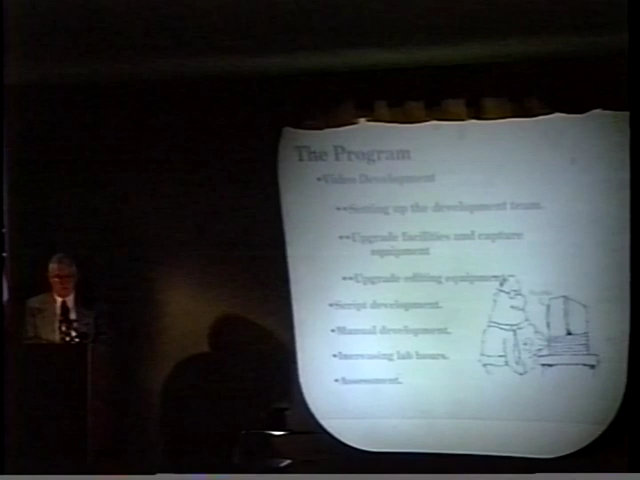 The Program
•Video Development
••Setting up the development team.
••Upgrade facilities and capture
equipment
••Upgrade editing equipment
•Script development.
•Manual development.
•Increasing lab hours.
•Assessment.